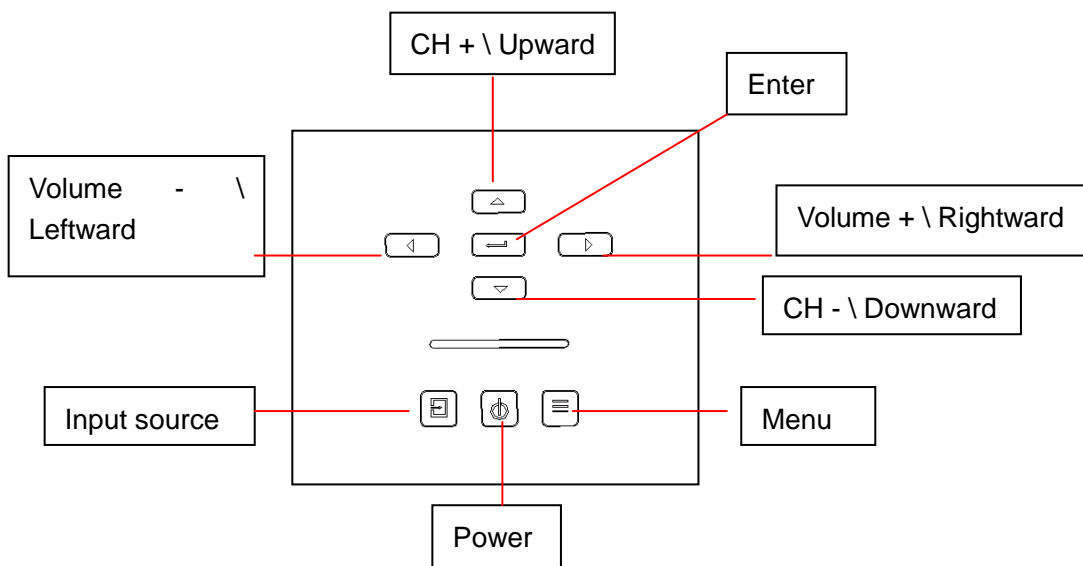 CH + \ Upward
Enter
Volume - \
Leftward
Volume + \ Rightward
CH - \ Downward
Input source
Menu
Power